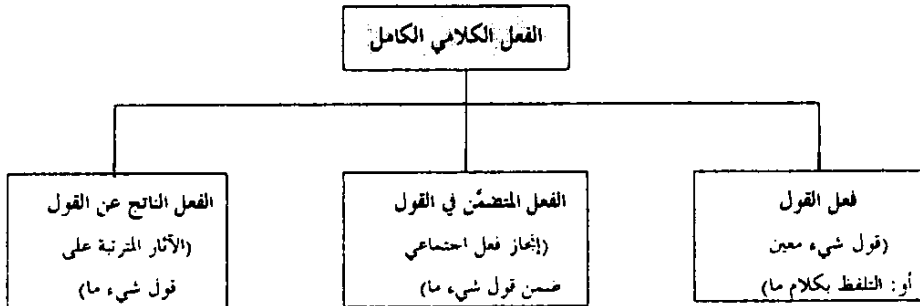 الفعل الكلامي الكامل
فعل القول
(قول شيء معين
أو: التلفظ بكلام ما)
الفعل المتضمَّن في القول
(إنجاز فعل اجتماعي
ضمن قول شيء ما)
الفعل الناتج عن القول
(الآثار المترتبة على
قول شيء ما)